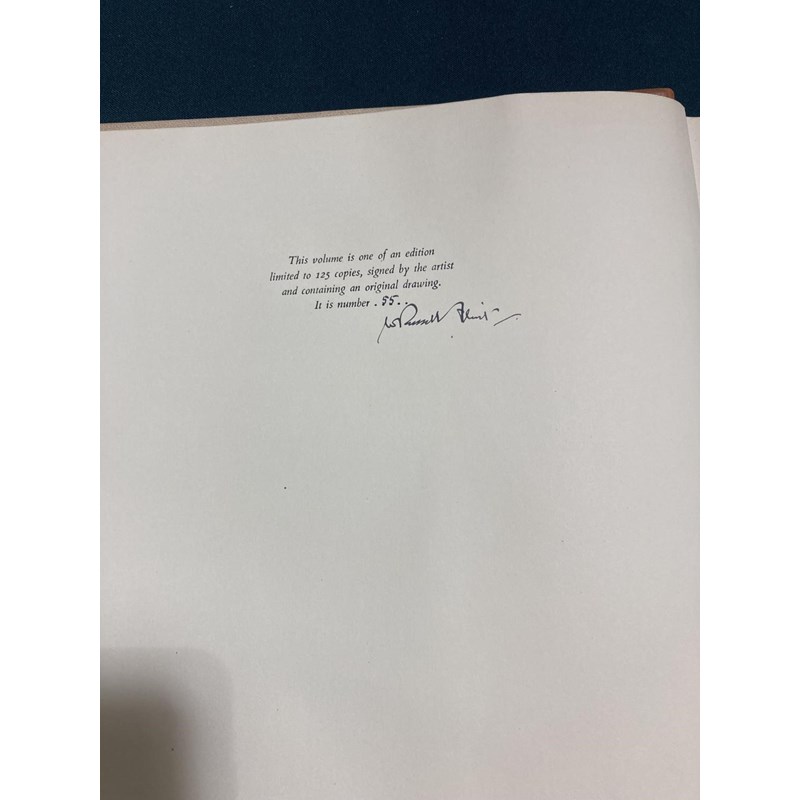 This volume is one of an edition
limited to 125 copies, signed by the artist
and containing an original drawing.
It is number . 55 . .
W Russell Flint